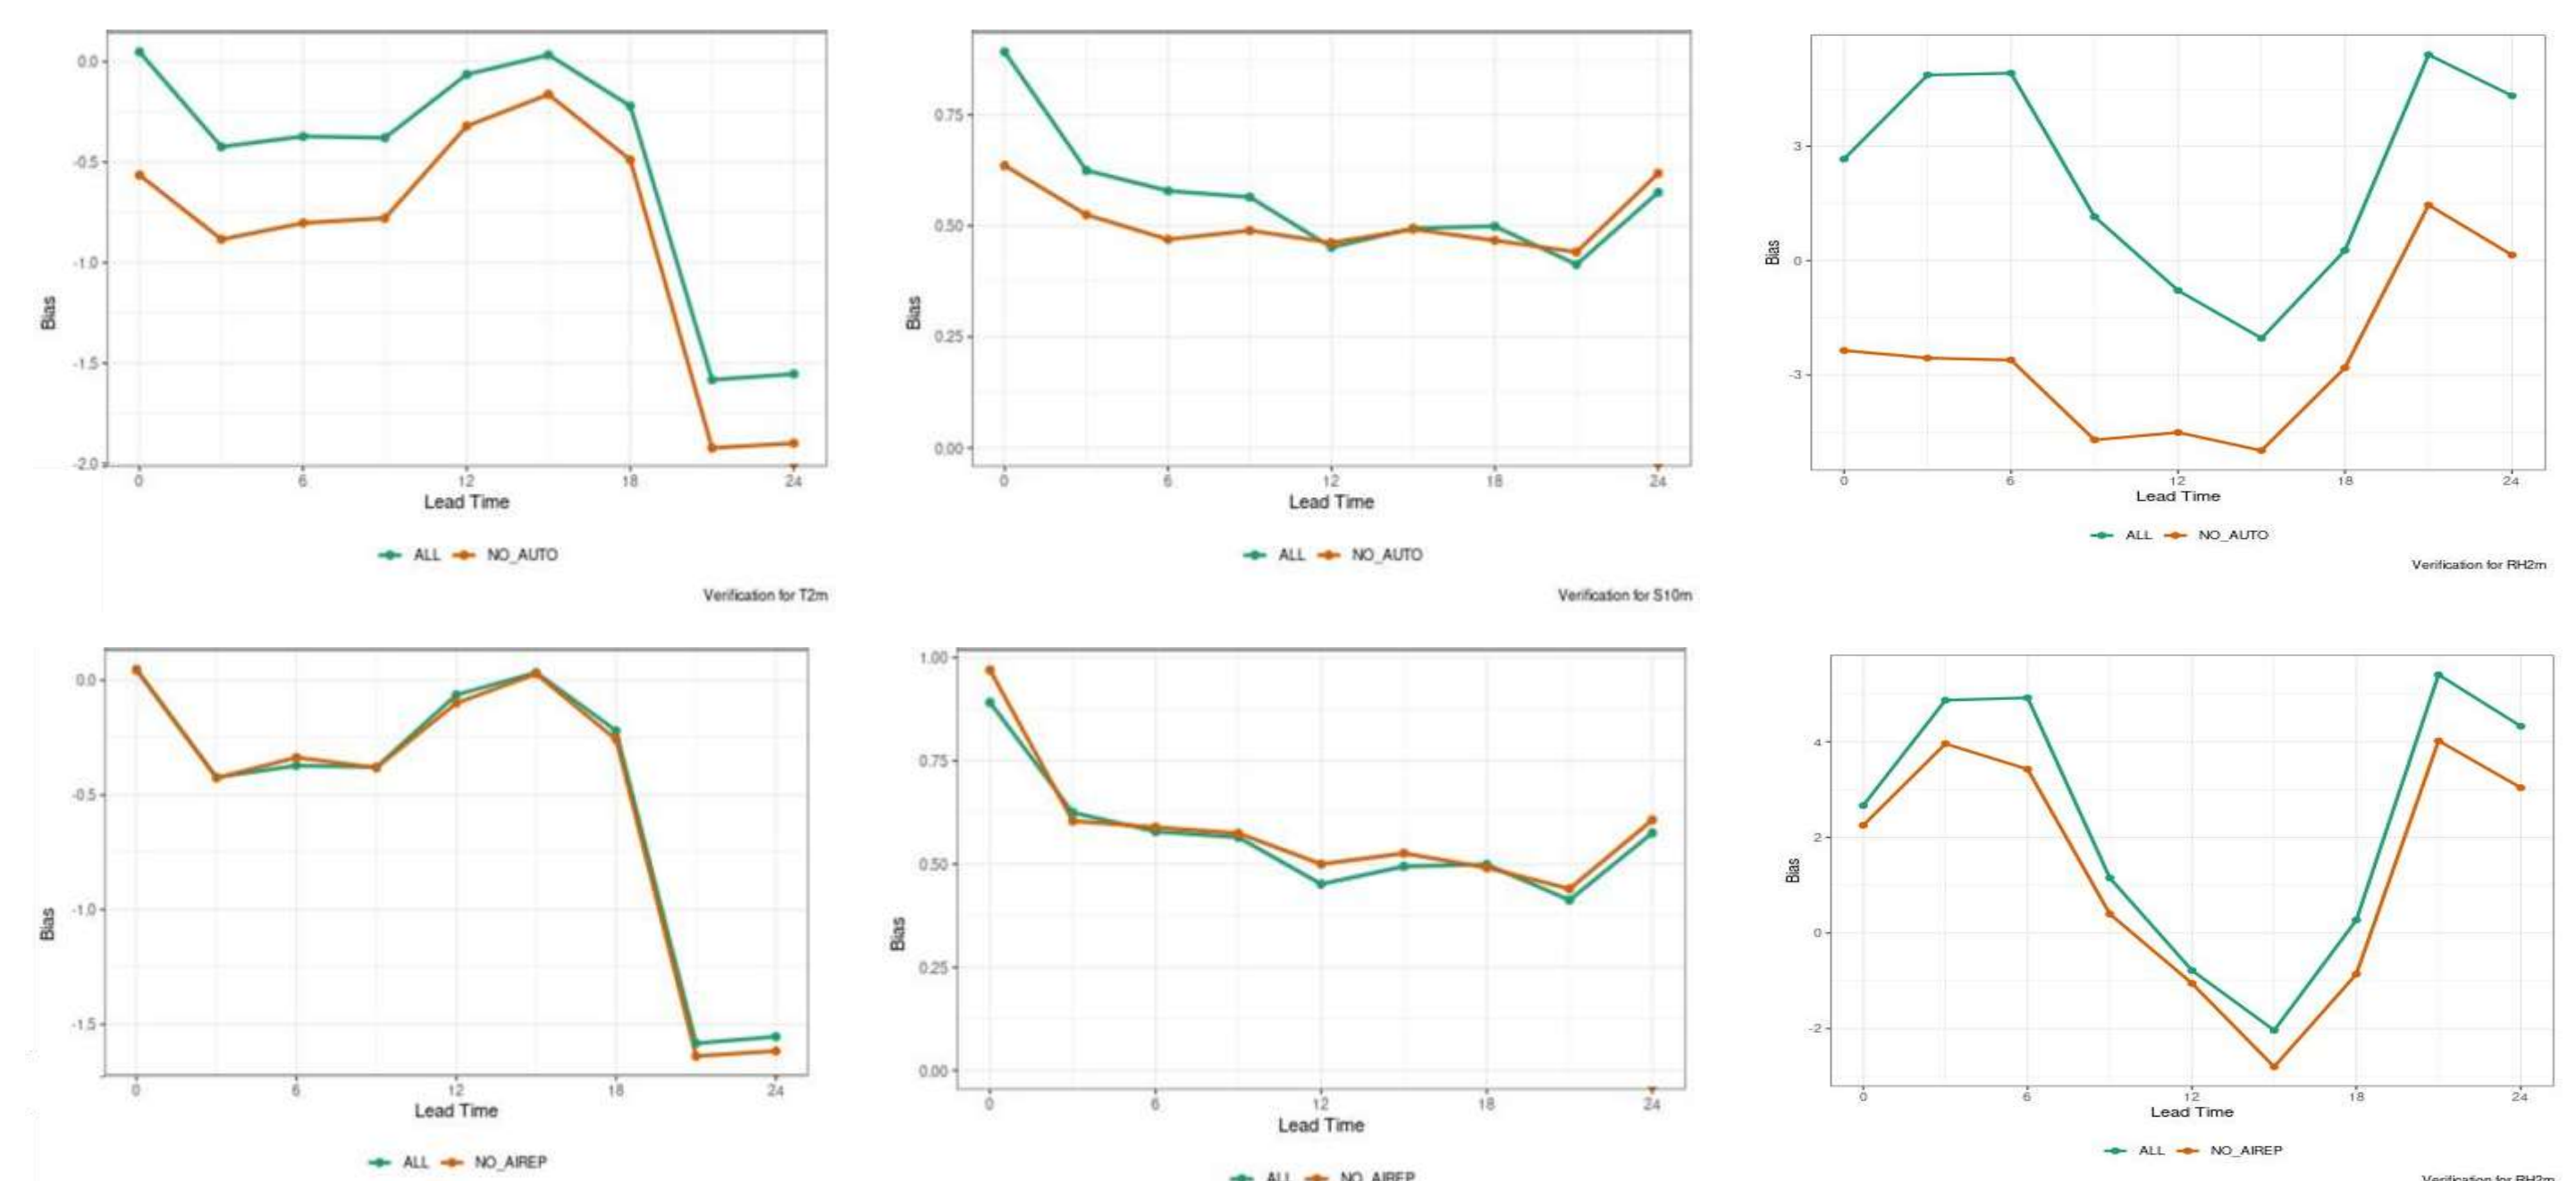 0.0
-0.5
-1.0
-1.5
-2.0
Bias
0 6 12 18 24
Lead Time
ALL NO_AUTO
Verification for T2m
0.75
0.50
0.25
0.00
Bias
0 6 12 18 24
Lead Time
ALL NO_AUTO
Verification for S10m
3
0
-3
Bias
0 6 12 18 24
Lead Time
ALL NO_AUTO
Verification for RH2m
0.0
-0.5
-1.0
-1.5
Bias
0 6 12 18 24
Lead Time
ALL NO_AIREP
1.00
0.75
0.50
0.25
0.00
Bias
0 6 12 18 24
Lead Time
ALL NO_AIREP
4
2
0
-2
Bias
0 6 12 18 24
Lead Time
ALL NO_AIREP
Verification for RH2m